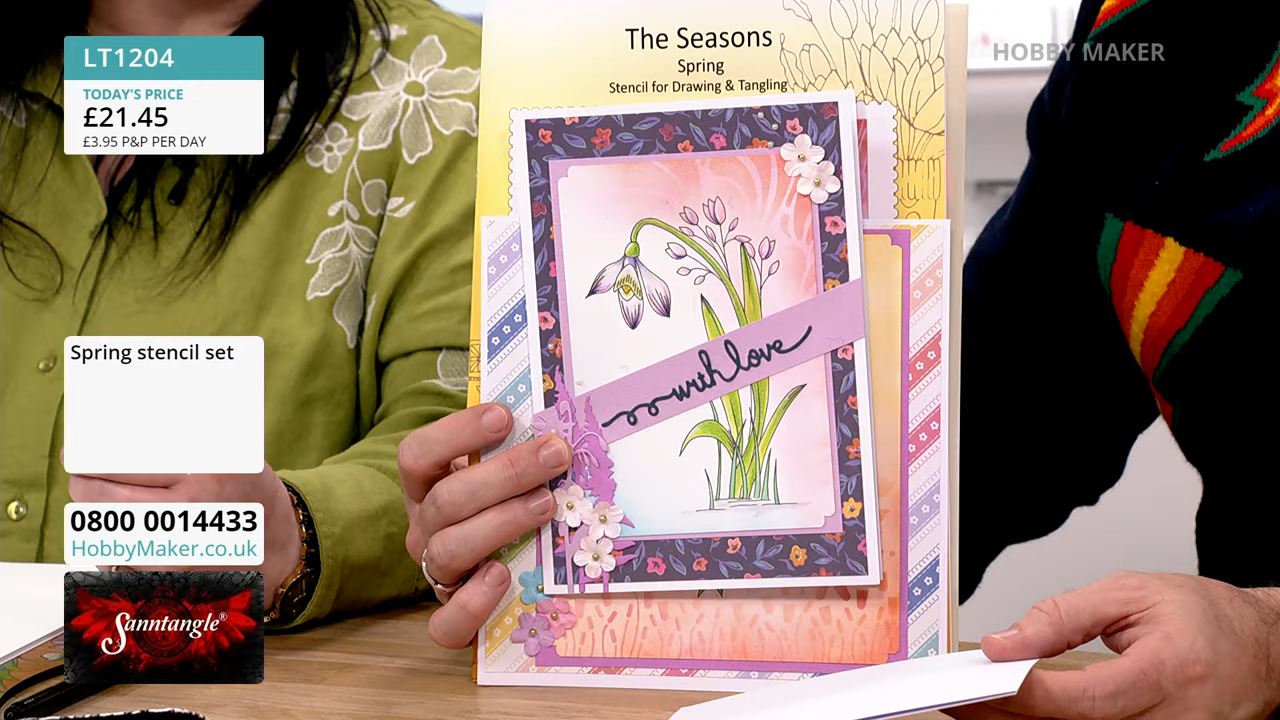 LT1204
TODAY'S PRICE
£21.45
£3.95 P&P PER DAY
The Seasons
Spring
Stencil for Drawing & Tangling
HOBBY MAKER
with love
Spring stencil set
0800 0014433
HobbyMaker.co.uk
Sanntangle®